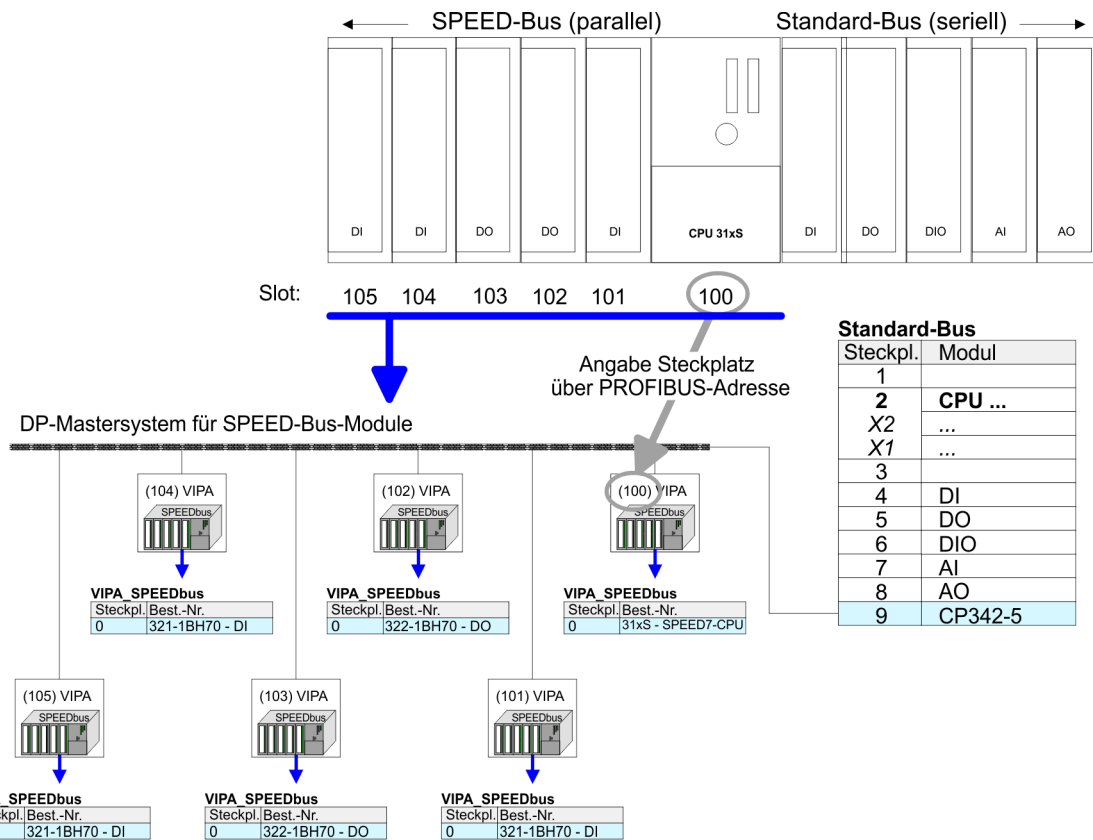 SPEED-Bus (parallel) Standard-Bus (seriell)
DI DI DO DO DI CPU 31xS DI DO DIO AI AO
Slot: 105 104 103 102 101 100
Angabe Steckplatz
über PROFIBUS-Adresse
Standard-Bus
Steckpl. Modul
1
2 CPU ...
X2 ...
X1 ...
3
4 DI
5 DO
6 DIO
7 AI
8 AO
9 CP342-5
DP-Mastersystem für SPEED-Bus-Module
(104) VIPA
SPEEDbus
VIPA_SPEEDbus
Steckpl. Best.-Nr.
0 321-1BH70 - DI
(102) VIPA
SPEEDbus
VIPA_SPEEDbus
Steckpl. Best.-Nr.
0 322-1BH70 - DO
(100) VIPA
SPEEDbus
VIPA_SPEEDbus
Steckpl. Best.-Nr.
0 31xS - SPEED7-CPU
(105) VIPA
SPEEDbus
_SPEEDbus
kpl. Best.-Nr.
321-1BH70 - DI
(103) VIPA
SPEEDbus
VIPA_SPEEDbus
Steckpl. Best.-Nr.
0 322-1BH70 - DO
(101) VIPA
SPEEDbus
VIPA_SPEEDbus
Steckpl. Best.-Nr.
0 321-1BH70 - DI